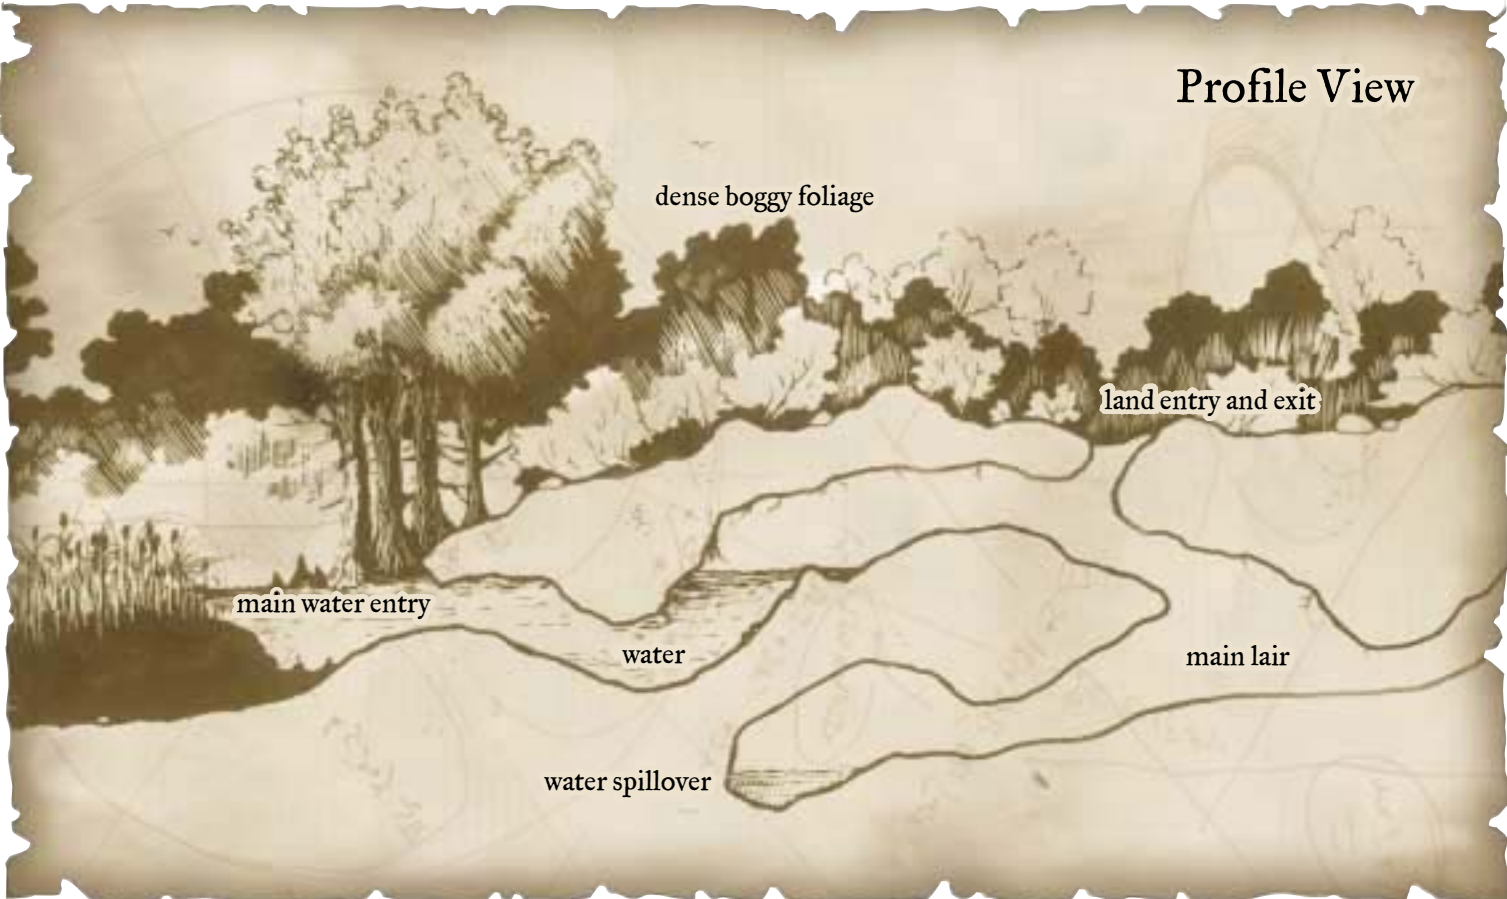 Profile View
dense boggy foliage
land entry and exit
main water entry
water
main lair
water spillover